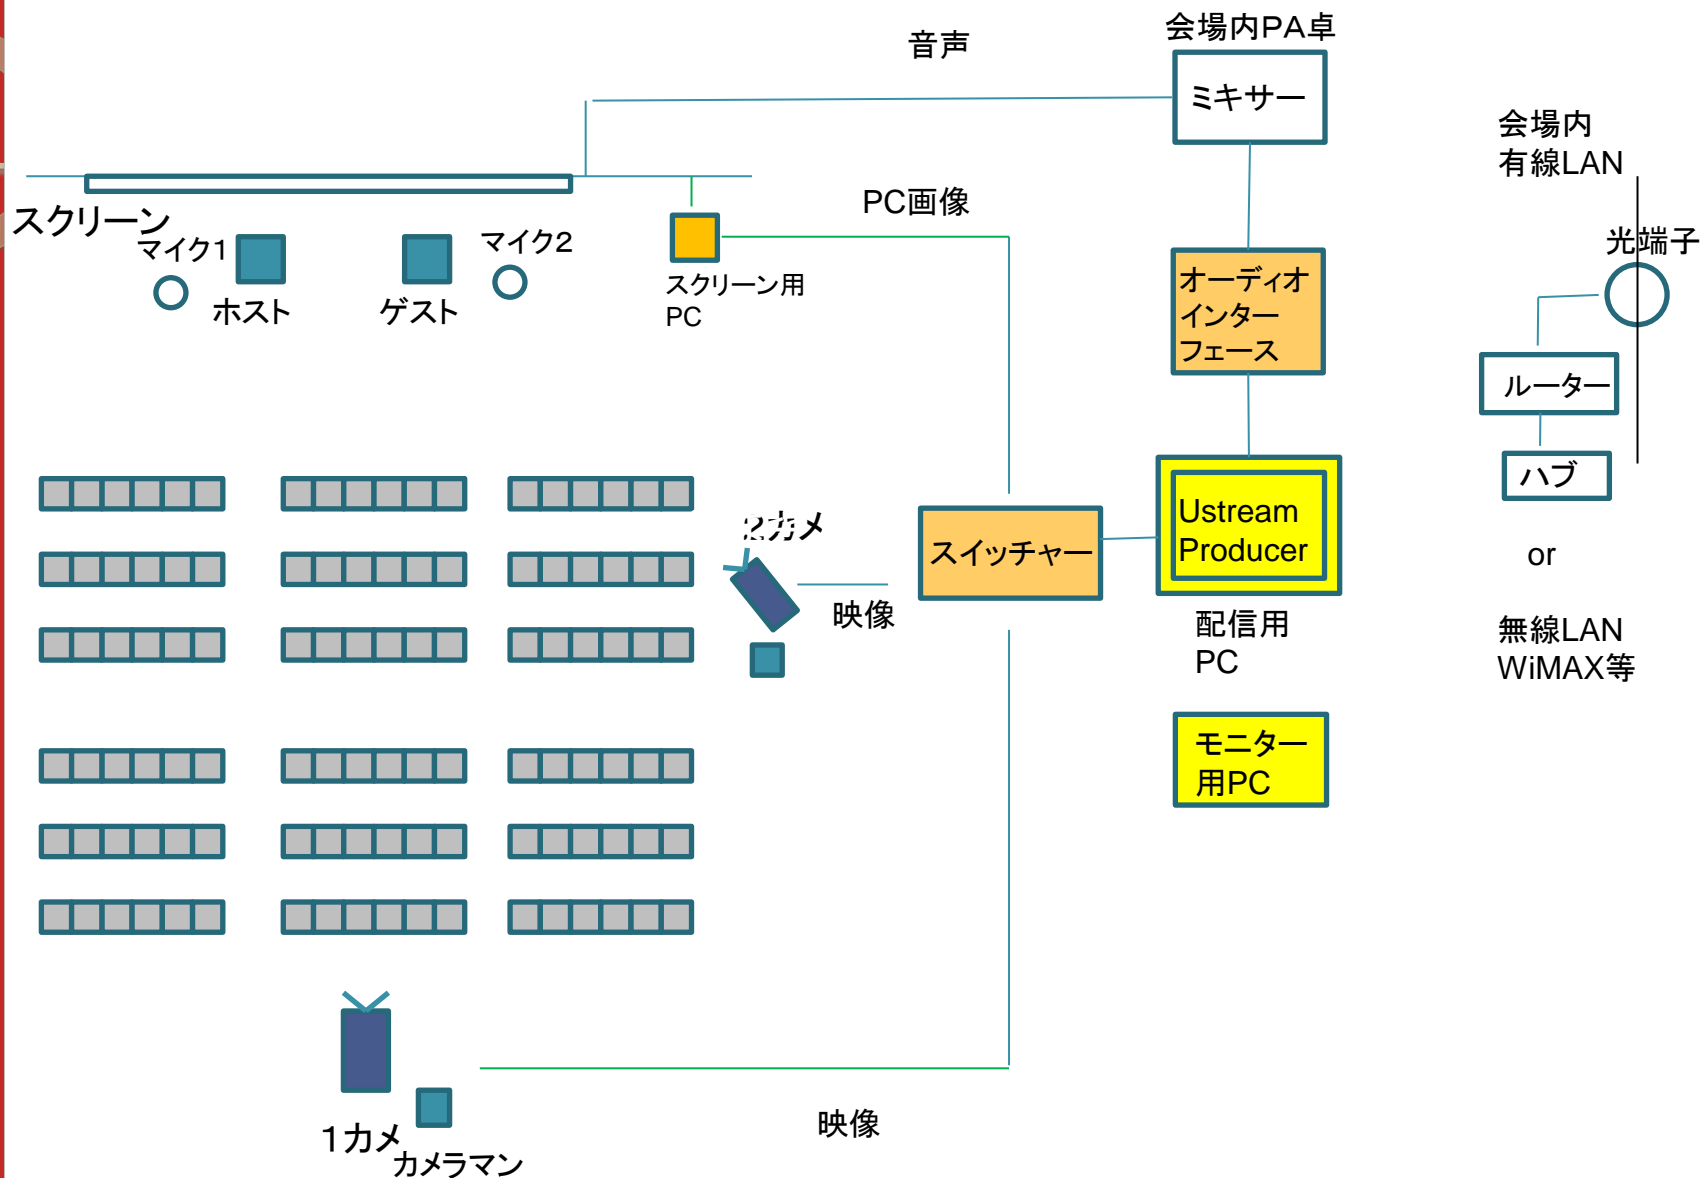 会場内PA卓
音声
ミキサー
会場内
有線LAN
PC画像
スクリーン
マイク1
マイク2
光端子
スクリーン用
PC
ホスト
ゲスト
オーディオ
インター
フェース
ルーター
ハブ
2カメ
スイッチャー
Ustream
Producer
or
映像
配信用
PC
無線LAN
WiMAX等
モニター
用PC
1カメ
カメラマン
映像